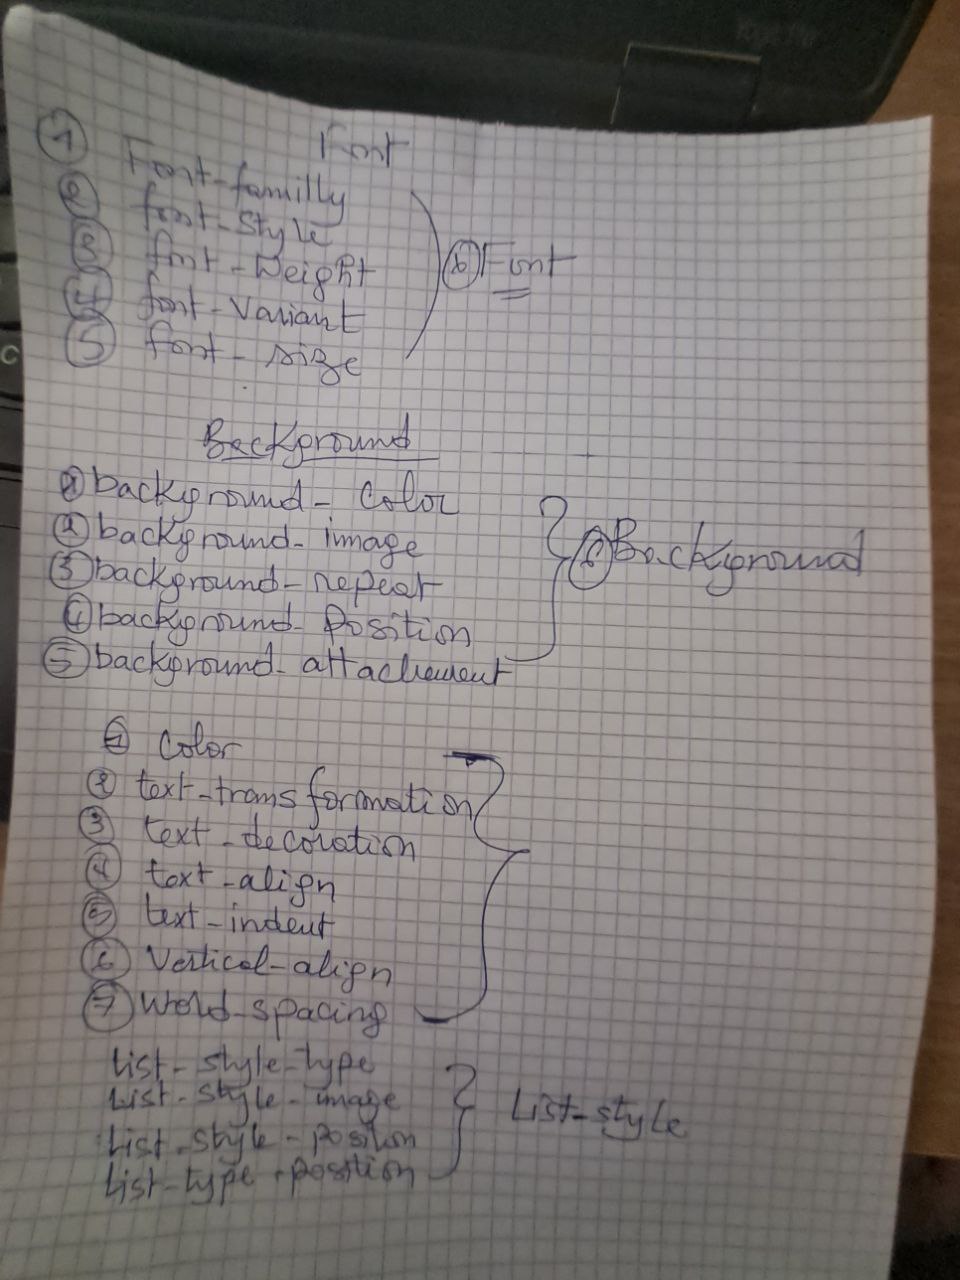 Font
① Font-familly
② font-Style
③ font-Weight
④ font-Variant
⑤ font-size
⑥ Font
Background
① background-Color
② background-image
③ background-repeat
④ background-Position
⑤ background-attachement
⑥ Background
① Color
② text-transformation
③ text-decoration
④ text-align
⑤ text-indent
⑥ Vertical-align
⑦ Word-spacing
List-style-type
List-style-image
List-style-positon
List-type-position
List-style
C